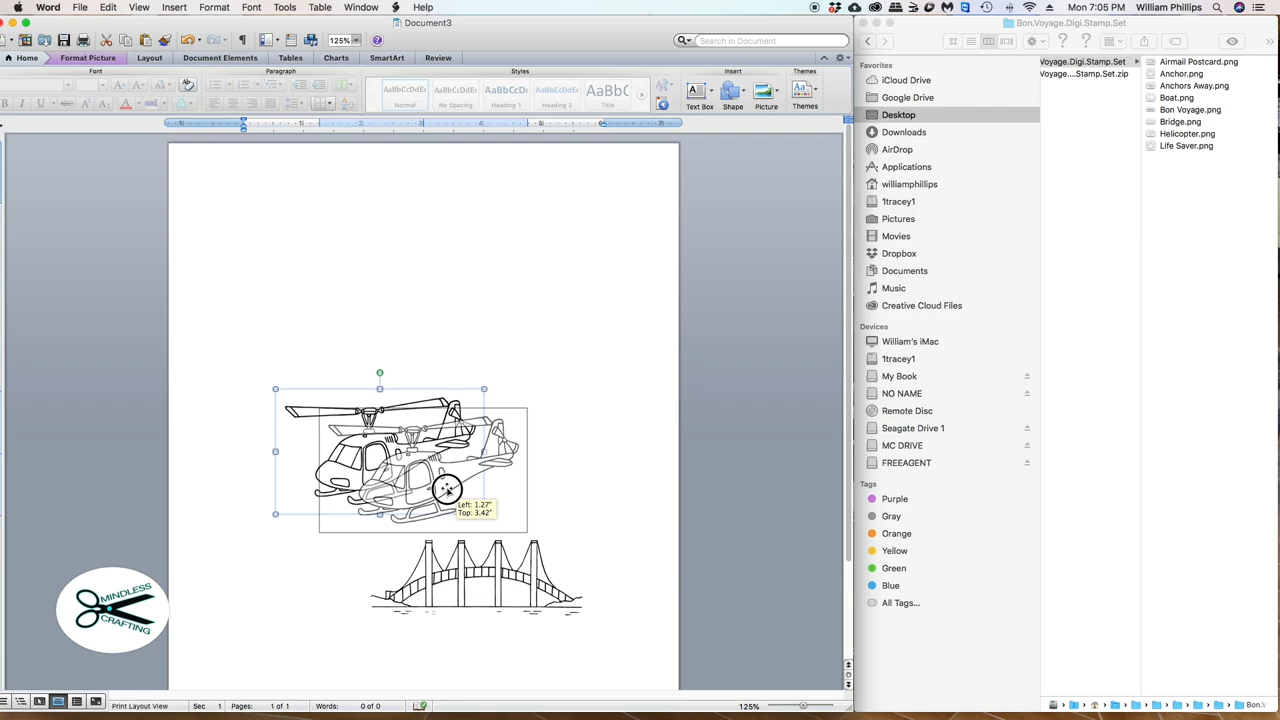 Word File Edit View Insert Format Font Tools Table Window Help
Mon 7:05 PM William Phillips
Document3
125%
Search in Document
Home Format Picture Layout Document Elements Tables Charts SmartArt Review
Font Paragraph Styles Insert Themes
AaBbCcDdEe AaBbCcDdEe AaBbCcDc AaBbCcDdEe AaBbC
Normal No Spacing Heading 1 Heading 2 Title
Text Box Shape Picture Themes
Left: 1.27"
Top: 3.42"
MINDLESS
CRAFTING
Print Layout View Sec 1 Pages: 1 of 1 Words: 0 of 0 125%
Bon.Voyage.Digi.Stamp.Set
Favorites
iCloud Drive
Google Drive
Desktop
Downloads
AirDrop
Applications
williamphillips
1tracey1
Pictures
Movies
Dropbox
Documents
Music
Creative Cloud Files
Devices
William's iMac
1tracey1
My Book
NO NAME
Remote Disc
Seagate Drive 1
MC DRIVE
FREEAGENT
Tags
Purple
Gray
Orange
Yellow
Green
Blue
All Tags...
Voyage.Digi.Stamp.Set
Voyage....Stamp.Set.zip
Airmail Postcard.png
Anchor.png
Anchors Away.png
Boat.png
Bon Voyage.png
Bridge.png
Helicopter.png
Life Saver.png
Bon.V